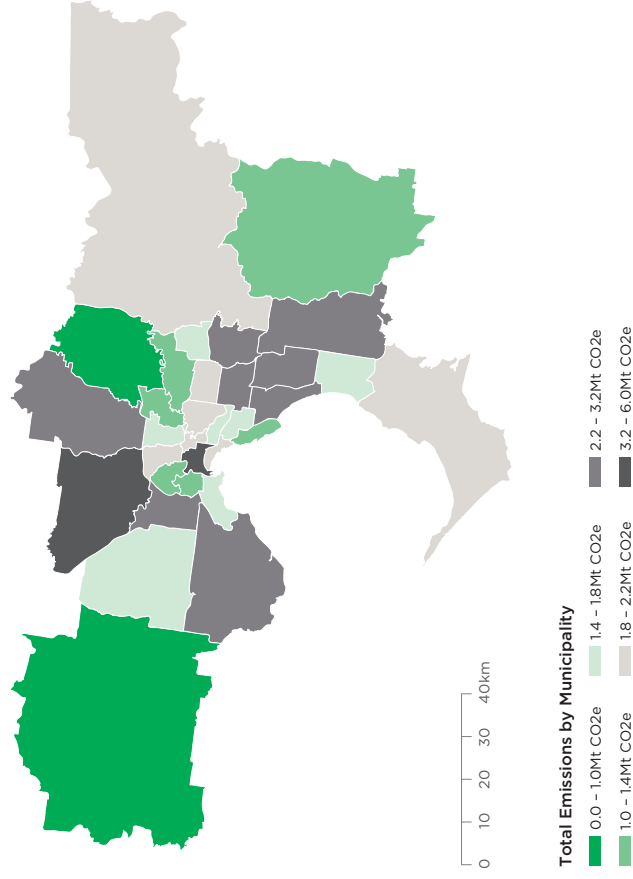 0 10 20 30 40km
Total Emissions by Municipality
0.0 – 1.0Mt CO2e 1.4 – 1.8Mt CO2e 2.2 – 3.2Mt CO2e
1.0 – 1.4Mt CO2e 1.8 – 2.2Mt CO2e 3.2 – 6.0Mt CO2e